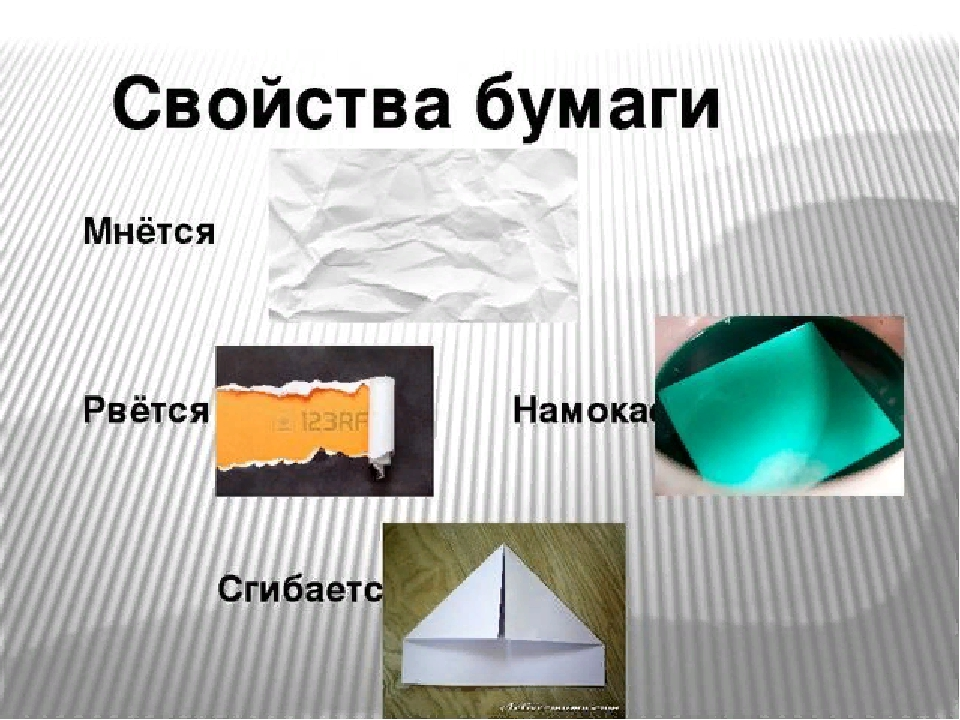 Свойства бумаги
Мнётся
Рвётся
123RF
Намокае
Сгибаетс